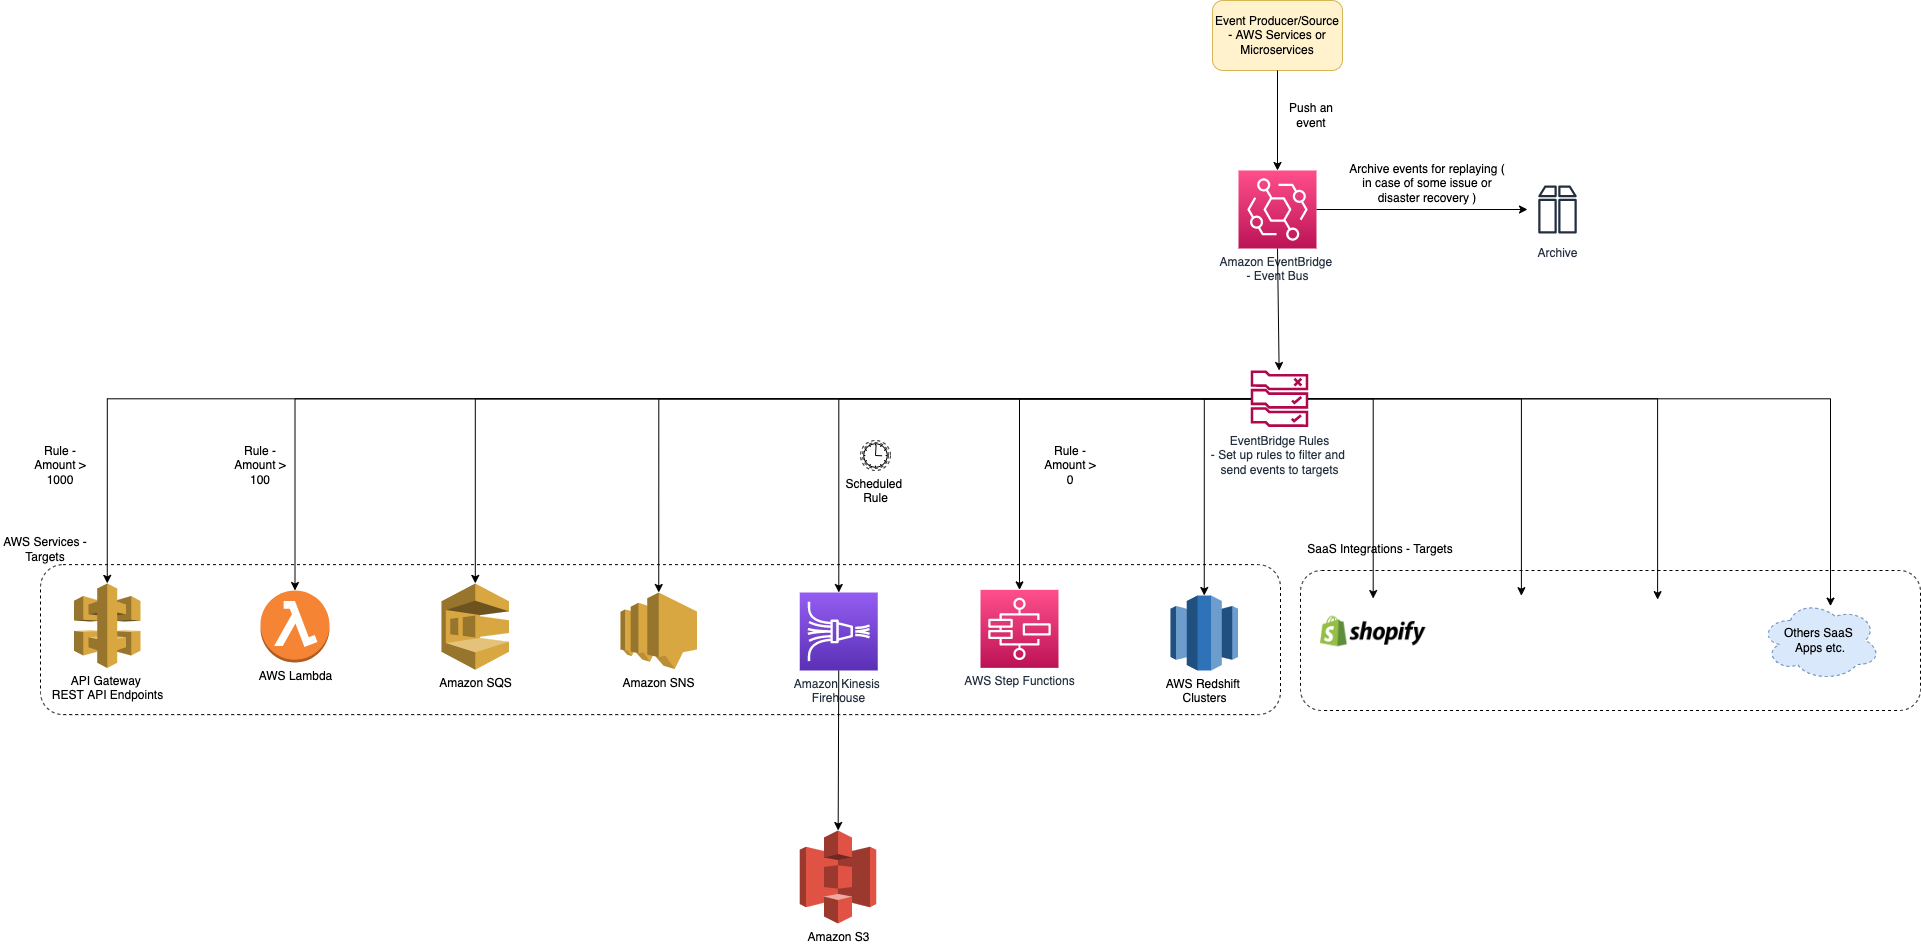 Event Producer/Source
- AWS Services or
Microservices
Push an
event
Archive events for replaying (
in case of some issue or
disaster recovery )
Archive
Amazon EventBridge
- Event Bus
EventBridge Rules
- Set up rules to filter and
send events to targets
Rule -
Amount >
1000
Rule -
Amount >
100
Scheduled
Rule
Rule -
Amount >
0
AWS Services -
Targets
SaaS Integrations - Targets
API Gateway
REST API Endpoints
AWS Lambda
Amazon SQS
Amazon SNS
Amazon Kinesis
Firehouse
AWS Step Functions
AWS Redshift
Clusters
shopify
Others SaaS
Apps etc.
Amazon S3